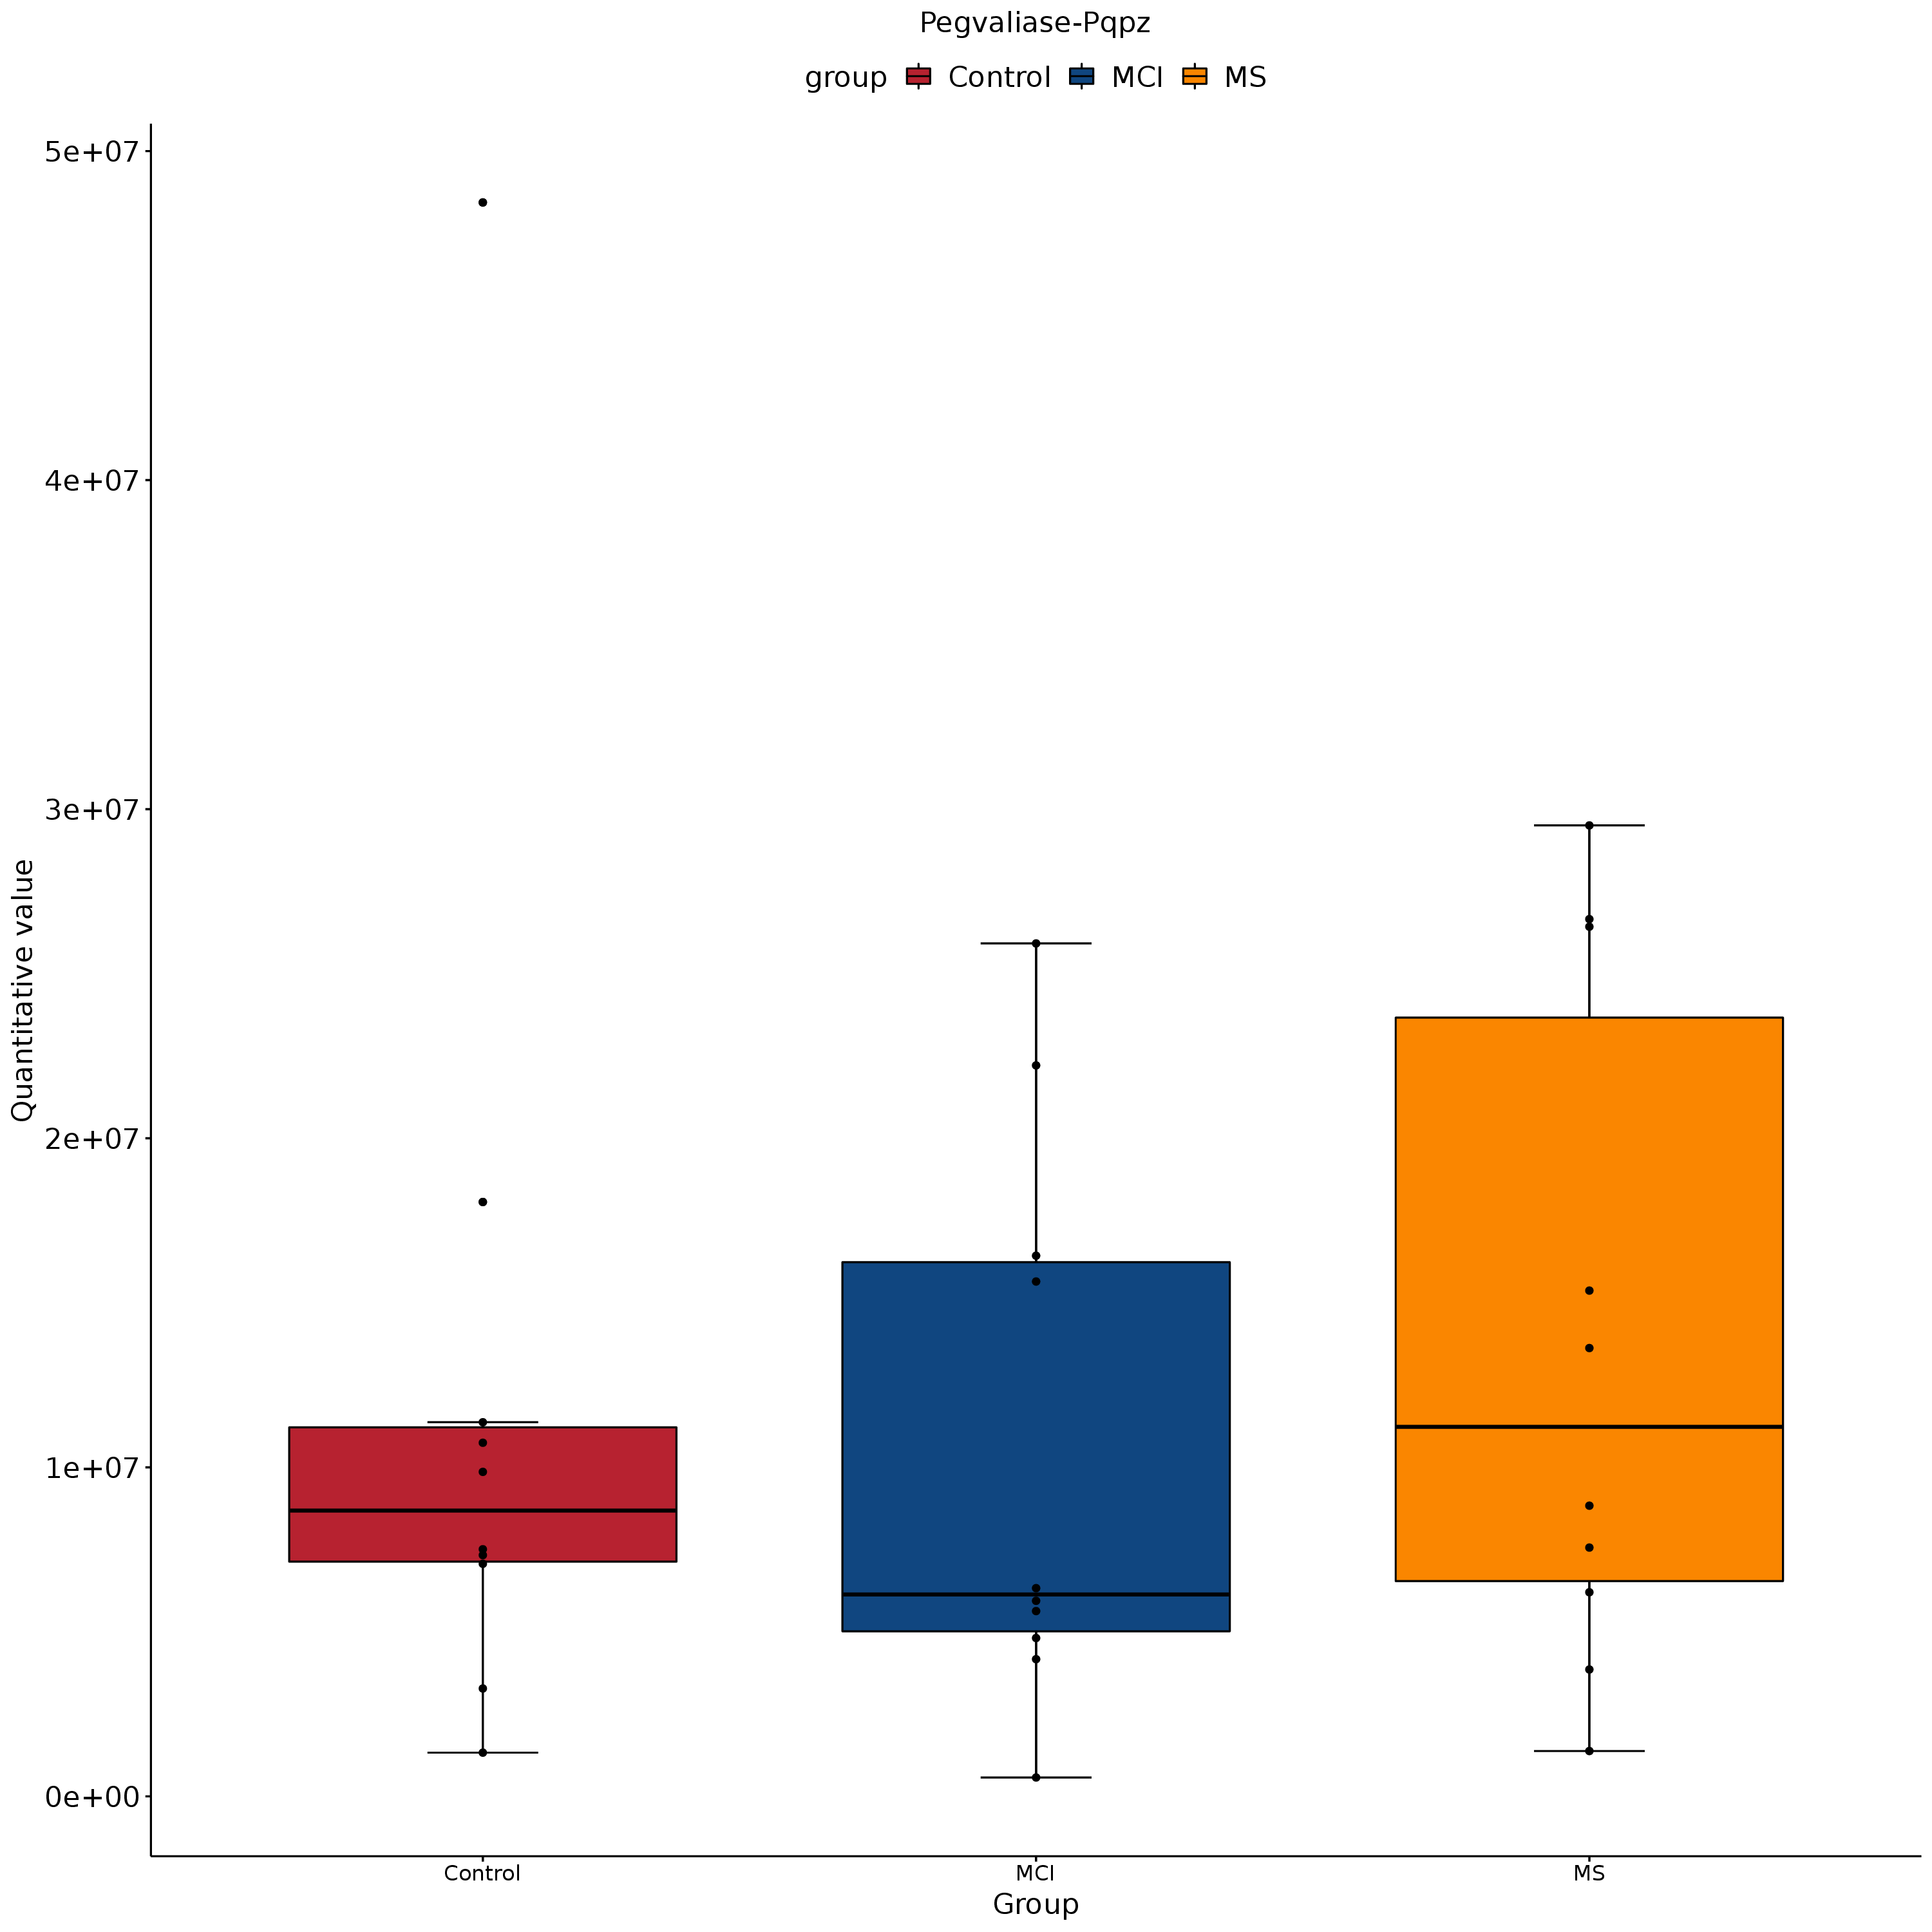 Pegvaliase-Pqpz
group Control MCI MS
5e+07
4e+07
3e+07
2e+07
1e+07
0e+00
Quantitative value
Control MCI MS
Group